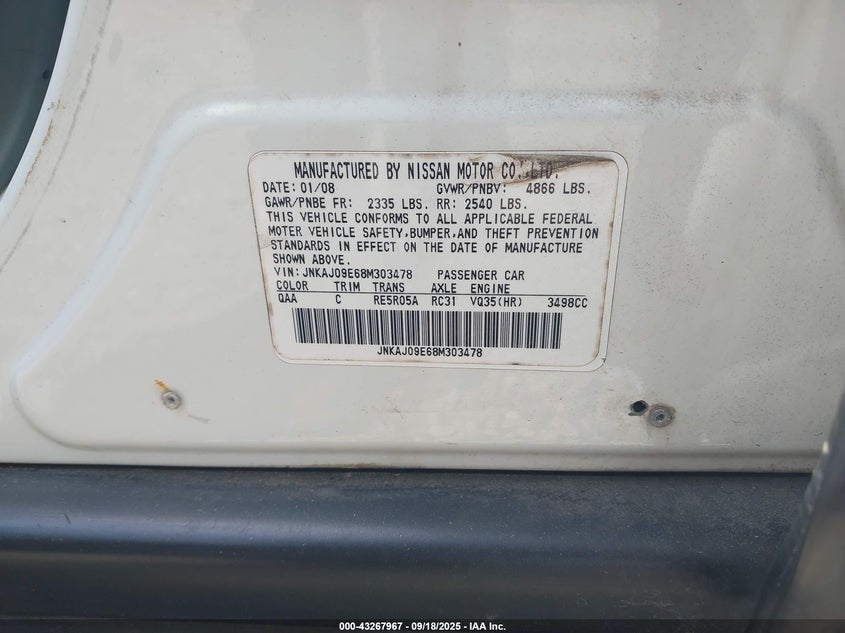 MANUFACTURED BY NISSAN MOTOR CO., LTD.
DATE: 01/08 GVWR/PNBV: 4866 LBS.
GAWR/PNBE FR: 2335 LBS. RR: 2540 LBS.
THIS VEHICLE CONFORMS TO ALL APPLICABLE FEDERAL
MOTOR VEHICLE SAFETY,BUMPER,AND THEFT PREVENTION
STANDARDS IN EFFECT ON THE DATE OF MANUFACTURE
SHOWN ABOVE.
VIN: JNKAJ09E68M303478 PASSENGER CAR
COLOR TRIM TRANS AXLE ENGINE
QAA C RE5R05A RC31 VQ35(HR) 3498CC
JNKAJ09E68M303478
000-43267967 - 09/18/2025 - IAA Inc.